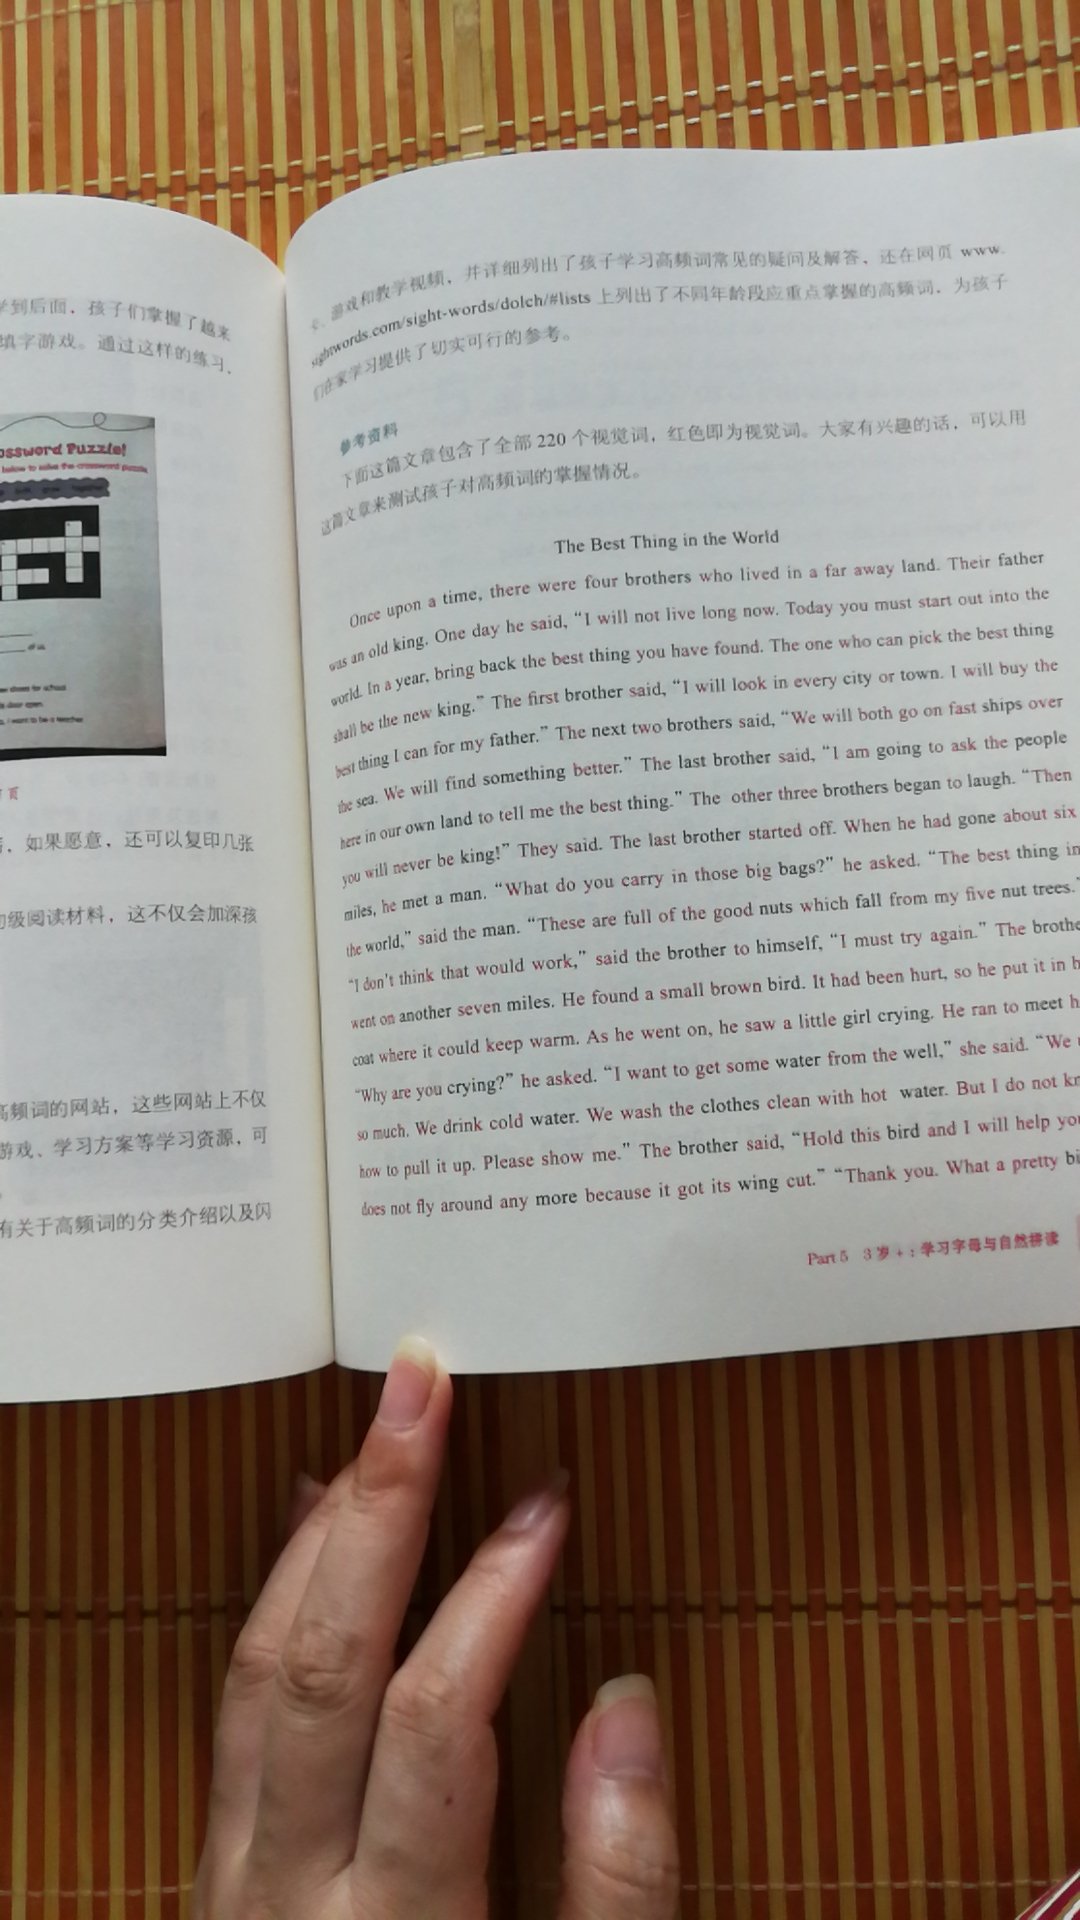 学到后面，孩子们掌握了越来
填字游戏。通过这样的练习，
ossword Puzzle!
below to solve the crossword puzzle
of us.
door open.
I want to be a teacher
页
如果愿意，还可以复印几张
级阅读材料，这不仅会加深孩
高频词的网站，这些网站上不仅
游戏、学习方案等学习资源，可
有关于高频词的分类介绍以及闪
卡、游戏和教学视频，并详细列出了孩子学习高频词常见的疑问及解答，还在网页 www.
sightwords.com/sight-words/dolch/#lists 上列出了不同年龄段应重点掌握的高频词，为孩子
们在家学习提供了切实可行的参考。
参考资料
下面这篇文章包含了全部 220 个视觉词，红色即为视觉词。大家有兴趣的话，可以用
这篇文章来测试孩子对高频词的掌握情况。
The Best Thing in the World
Once upon a time, there were four brothers who lived in a far away land. Their father
was an old king. One day he said, “I will not live long now. Today you must start out into the
world. In a year, bring back the best thing you have found. The one who can pick the best thing
shall be the new king.” The first brother said, “I will look in every city or town. I will buy the
best thing I can for my father.” The next two brothers said, “We will both go on fast ships over
the sea. We will find something better.” The last brother said, “I am going to ask the people
here in our own land to tell me the best thing.” The other three brothers began to laugh. “Then
you will never be king!” They said. The last brother started off. When he had gone about six
miles, he met a man. “What do you carry in those big bags?” he asked. “The best thing in
the world,” said the man. “These are full of the good nuts which fall from my five nut trees.”
“I don’t think that would work,” said the brother to himself, “I must try again.” The brothe
went on another seven miles. He found a small brown bird. It had been hurt, so he put it in
coat where it could keep warm. As he went on, he saw a little girl crying. He ran to meet h
“Why are you crying?” he asked. “I want to get some water from the well,” she said. “We
so much. We drink cold water. We wash the clothes clean with hot water. But I do not kn
how to pull it up. Please show me.” The brother said, “Hold this bird and I will help yo
does not fly around any more because it got its wing cut.” “Thank you. What a pretty bi
Part 5 3 岁 +：学习字母与自然拼读